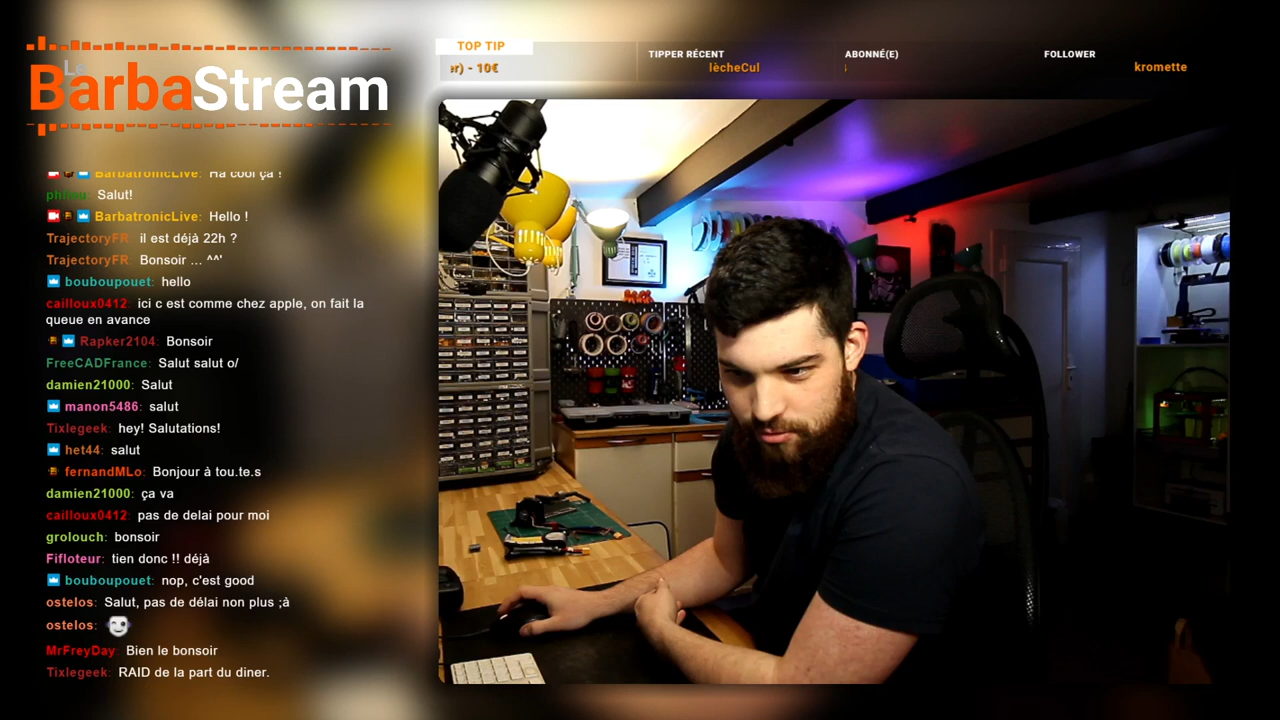 Le
BarbaStream
TOP TIP
- 10€
TIPPER RÉCENT
lècheCul
ABONNÉ(E)
FOLLOWER
kromette
BarbatronicLive: Ha cool ça !
Salut!
BarbatronicLive: Hello !
TrajectoryFR: il est déjà 22h ?
TrajectoryFR: Bonsoir ... ^^'
bouboupouet: hello
cailloux0412: ici c est comme chez apple, on fait la
queue en avance
Rapker2104: Bonsoir
FreeCADFrance: Salut salut o/
damien21000: Salut
manon5486: salut
Tixlegeek: hey! Salutations!
het44: salut
fernandMLo: Bonjour à tou.te.s
damien21000: ça va
cailloux0412: pas de delai pour moi
grolouch: bonsoir
Fifloteur: tien donc !! déjà
bouboupouet: nop, c'est good
ostelos: Salut, pas de délai non plus ;à
ostelos:
MrFreyDay: Bien le bonsoir
Tixlegeek: RAID de la part du diner.